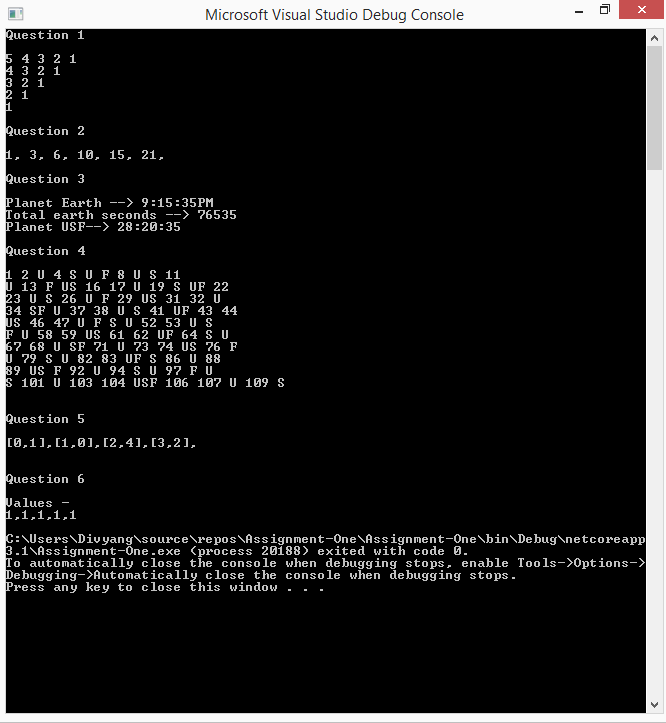 Microsoft Visual Studio Debug Console
Question 1
5 4 3 2 1
4 3 2 1
3 2 1
2 1
1
Question 2
1, 3, 6, 10, 15, 21,
Question 3
Planet Earth --> 9:15:35PM
Total earth seconds --> 76535
Planet USF--> 28:20:35
Question 4
1 2 U 4 S U F 8 U S 11
U 13 F US 16 17 U 19 S UF 22
23 U S 26 U F 29 US 31 32 U
34 SF U 37 38 U S 41 UF 43 44
US 46 47 U F S U 52 53 U S
F U 58 59 US 61 62 UF 64 S U
67 68 U SF 71 U 73 74 US 76 F
U 79 S U 82 83 UF S 86 U 88
89 US F 92 U 94 S U 97 F U
S 101 U 103 104 USF 106 107 U 109 S
Question 5
[0,1],[1,0],[2,4],[3,2],
Question 6
Values -
1,1,1,1,1
C:\Users\Divyang\source\repos\Assignment-One\Assignment-One\bin\Debug\netcoreapp
3.1\Assignment-One.exe (process 20188) exited with code 0.
To automatically close the console when debugging stops, enable Tools->Options->
Debugging->Automatically close the console when debugging stops.
Press any key to close this window . . .